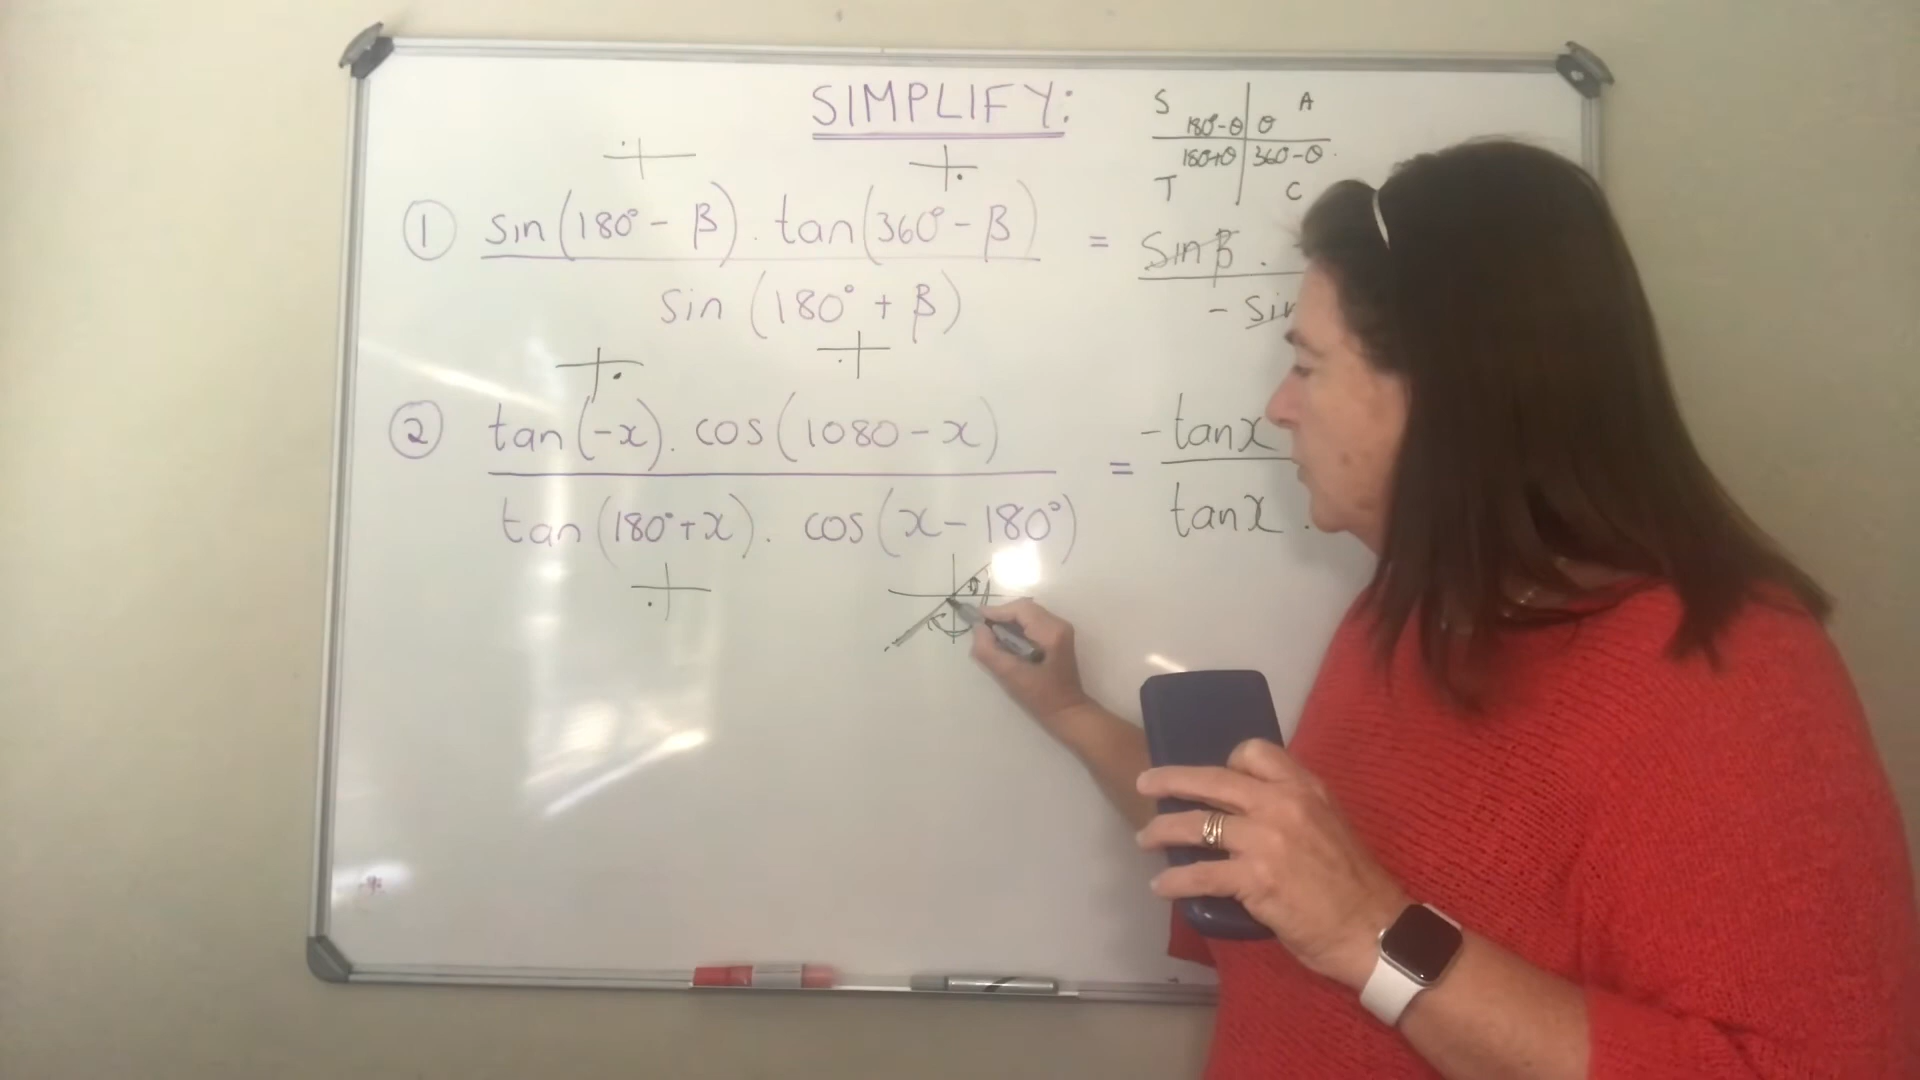 SIMPLIFY:
S A
180°-θ θ
180+θ 360-θ
T C
① sin(180°- β) . tan(360°- β) = Sin β .
sin (180° + β) - sin
② tan(-x) . cos(1080 - x) = -tan x
tan(180°+x) . cos(x - 180°) tan x .